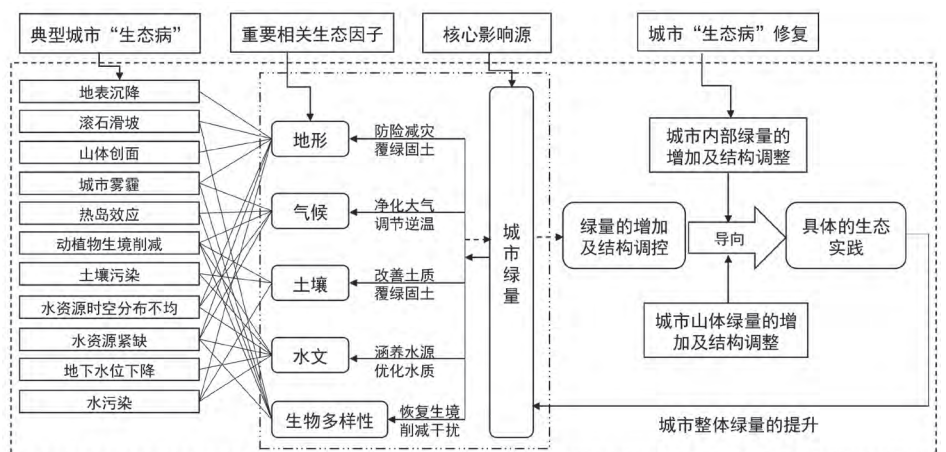 典型城市“生态病”
重要相关生态因子
核心影响源
城市“生态病”修复
地表沉降
滚石滑坡
山体创面
城市雾霾
热岛效应
动植物生境削减
土壤污染
水资源时空分布不均
水资源紧缺
地下水位下降
水污染
地形
气候
土壤
水文
生物多样性
防险减灾
覆绿固土
净化大气
调节逆温
改善土质
覆绿固土
涵养水源
优化水质
恢复生境
削减干扰
城市绿量
绿量的增加
及结构调控
城市内部绿量的
增加及结构调整
导向
城市山体绿量的增
加及结构调整
具体的生态
实践
城市整体绿量的提升